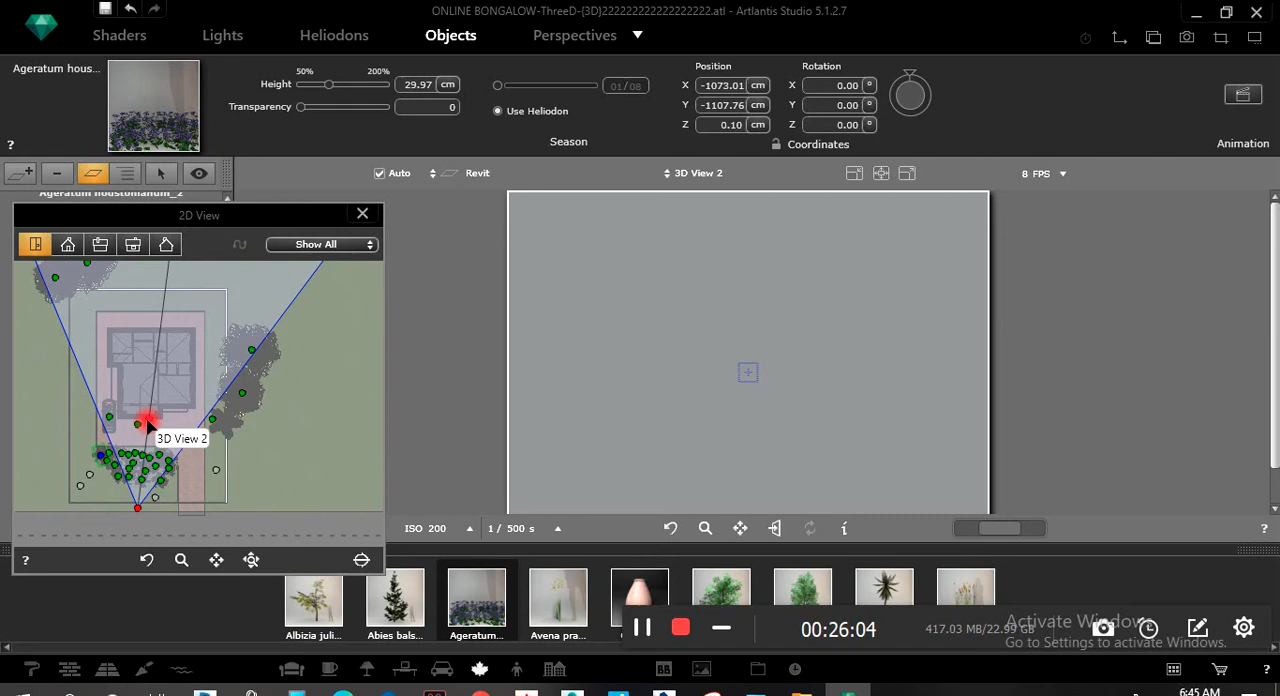 ONLINE BONGALOW-ThreeD-{3D}222222222222222222.atl - Artlantis Studio 5.1.2.7
Shaders
Lights
Heliodons
Objects
Perspectives
Ageratum hous...
50%
200%
Height
29.97
cm
Transparency
0
01/08
Use Heliodon
Season
Position
X
-1073.01
cm
Y
-1107.76
cm
Z
0.10
cm
Rotation
X
0.00
°
Y
0.00
°
Z
0.00
°
Coordinates
Animation
?
Auto
Revit
3D View 2
8 FPS
Ageratum houstonianum_2
2D View
Show All
3D View 2
?
ISO 200
1 / 500 s
i
?
Albizia juli...
Abies bals...
Ageratum...
Avena pra...
00:26:04
417.03 MB/22.99 GB
Activate Windows
Go to Settings to activate Windows.
BB
?
6:45 AM